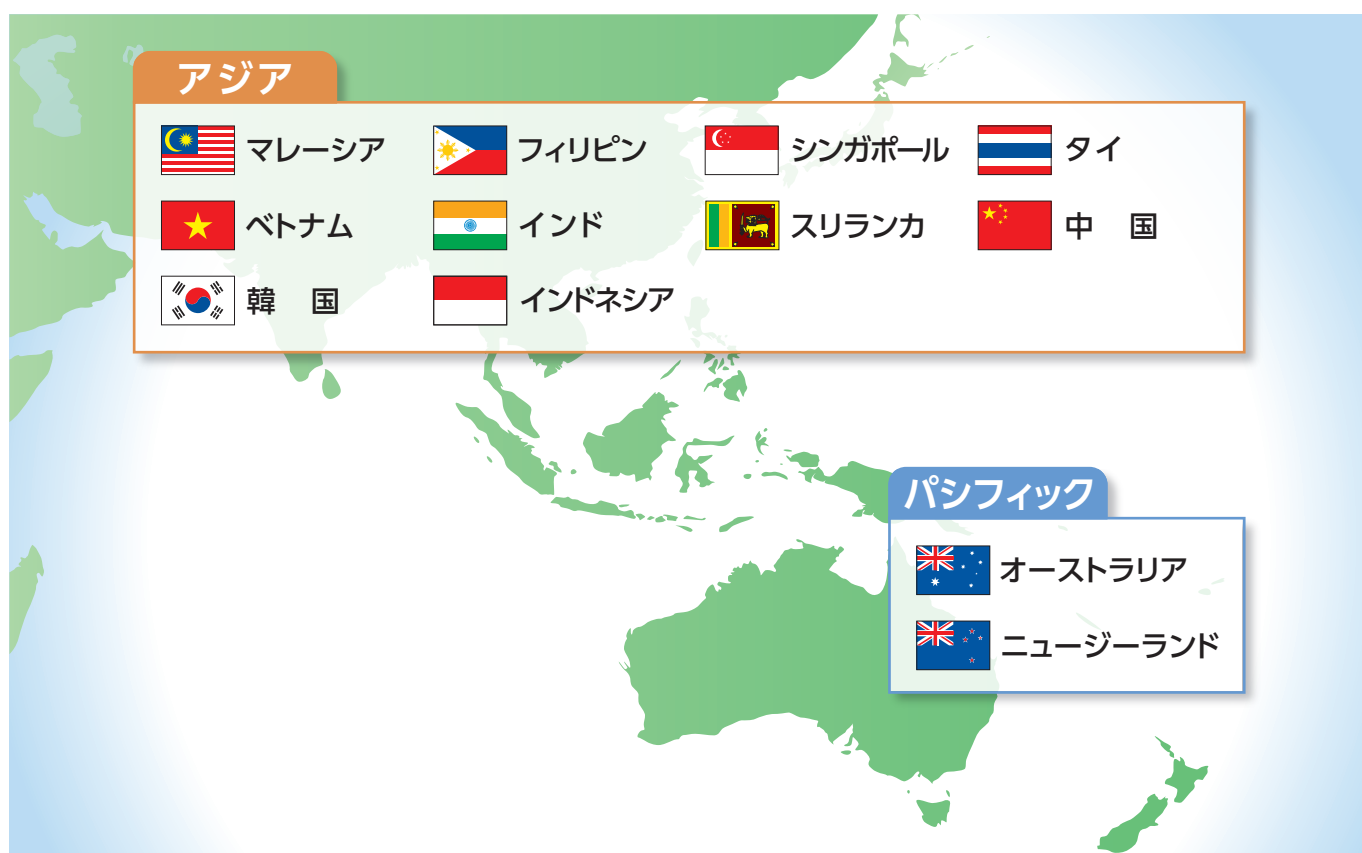 アジア
マレーシア フィリピン シンガポール タイ
ベトナム インド スリランカ 中　国
韓　国 インドネシア
パシフィック
オーストラリア
ニュージーランド